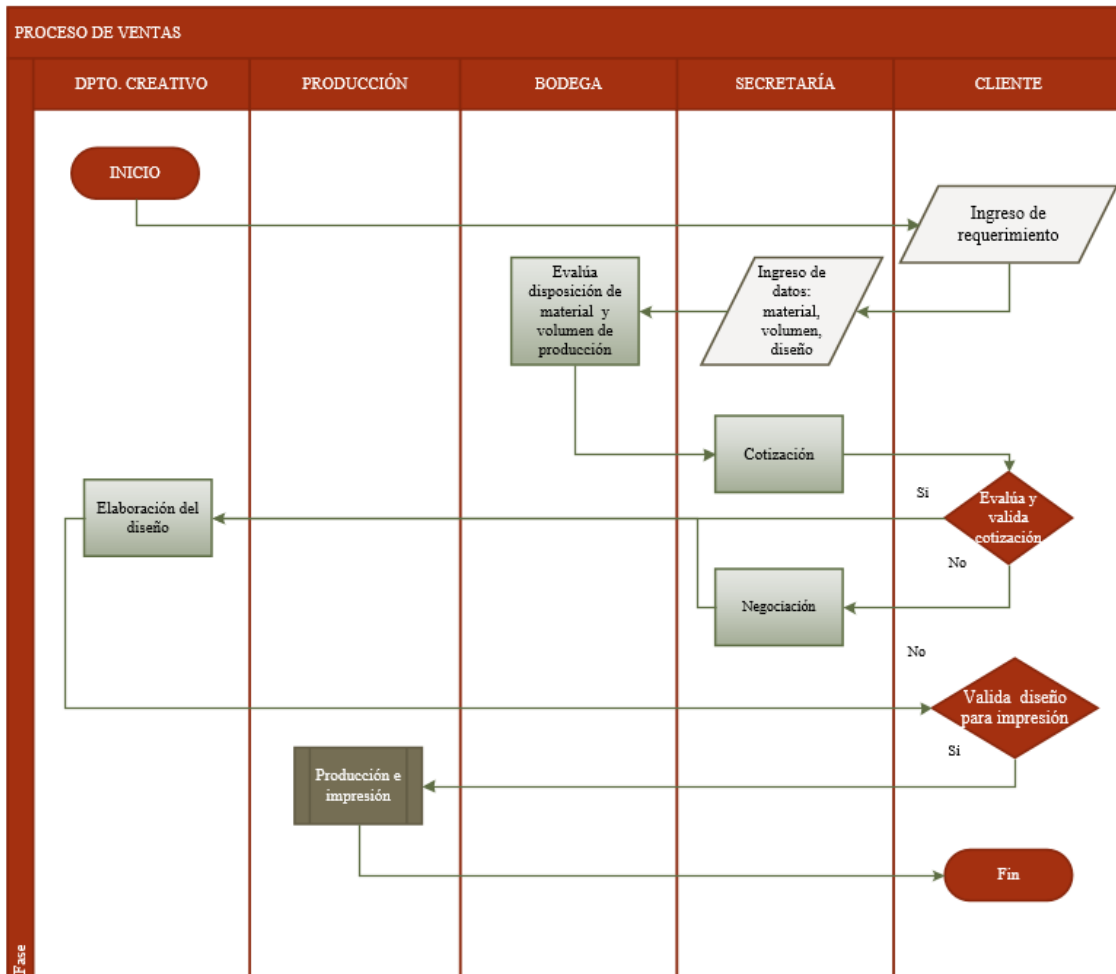 PROCESO DE VENTAS
DPTO. CREATIVO
PRODUCCIÓN
BODEGA
SECRETARÍA
CLIENTE
INICIO
Ingreso de
requerimiento
Evalúa
disposición de
material y
volumen de
producción
Ingreso de
datos:
material,
volumen,
diseño
Cotización
Si
Evalúa y
valida
cotización
Elaboración del
diseño
No
Negociación
No
Valida diseño
para impresión
Si
Producción e
impresión
Fin
Fase